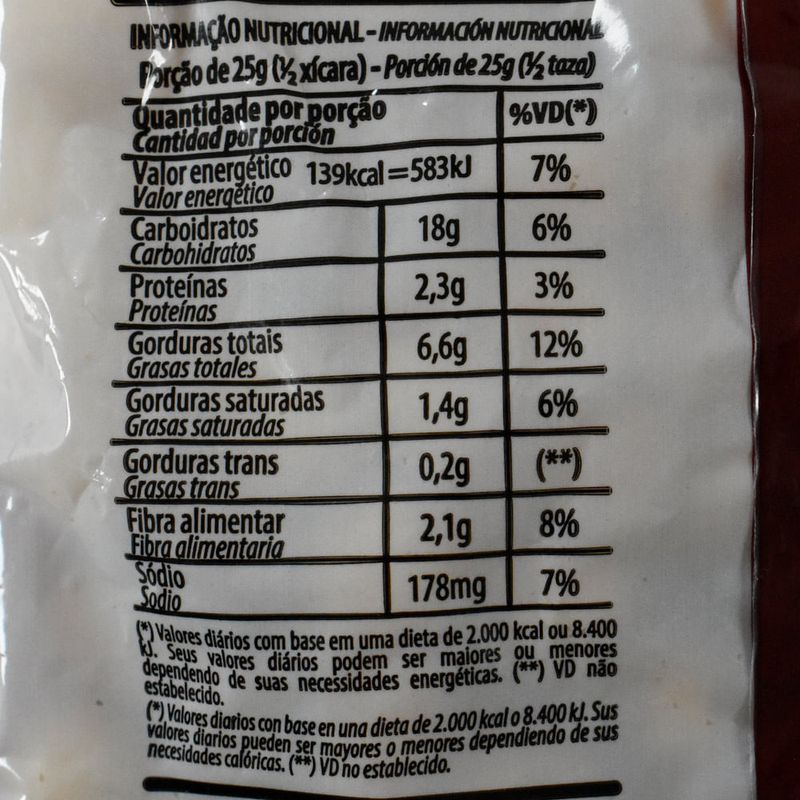 INFORMAÇÃO NUTRICIONAL - INFORMACIÓN NUTRICIONAL
Porção de 25g (½ xícara) - Porción de 25g (½ taza)
Quantidade por porção
Cantidad por porción
%VD(*)
Valor energético 139kcal=583kJ 7%
Valor energético
Carboidratos 18g 6%
Carbohidratos
Proteínas 2,3g 3%
Proteínas
Gorduras totais 6,6g 12%
Grasas totales
Gorduras saturadas 1,4g 6%
Grasas saturadas
Gorduras trans 0,2g (**)
Grasas trans
Fibra alimentar 2,1g 8%
Fibra alimentaria
Sódio 178mg 7%
Sodio
(*) Valores diários com base em uma dieta de 2.000 kcal ou 8.400
kJ. Seus valores diários podem ser maiores ou menores
dependendo de suas necessidades energéticas. (**) VD não
estabelecido.
(*) Valores diarios con base en una dieta de 2.000 kcal o 8.400 kJ. Sus
valores diarios pueden ser mayores o menores dependiendo de sus
necesidades calóricas. (**) VD no establecido.